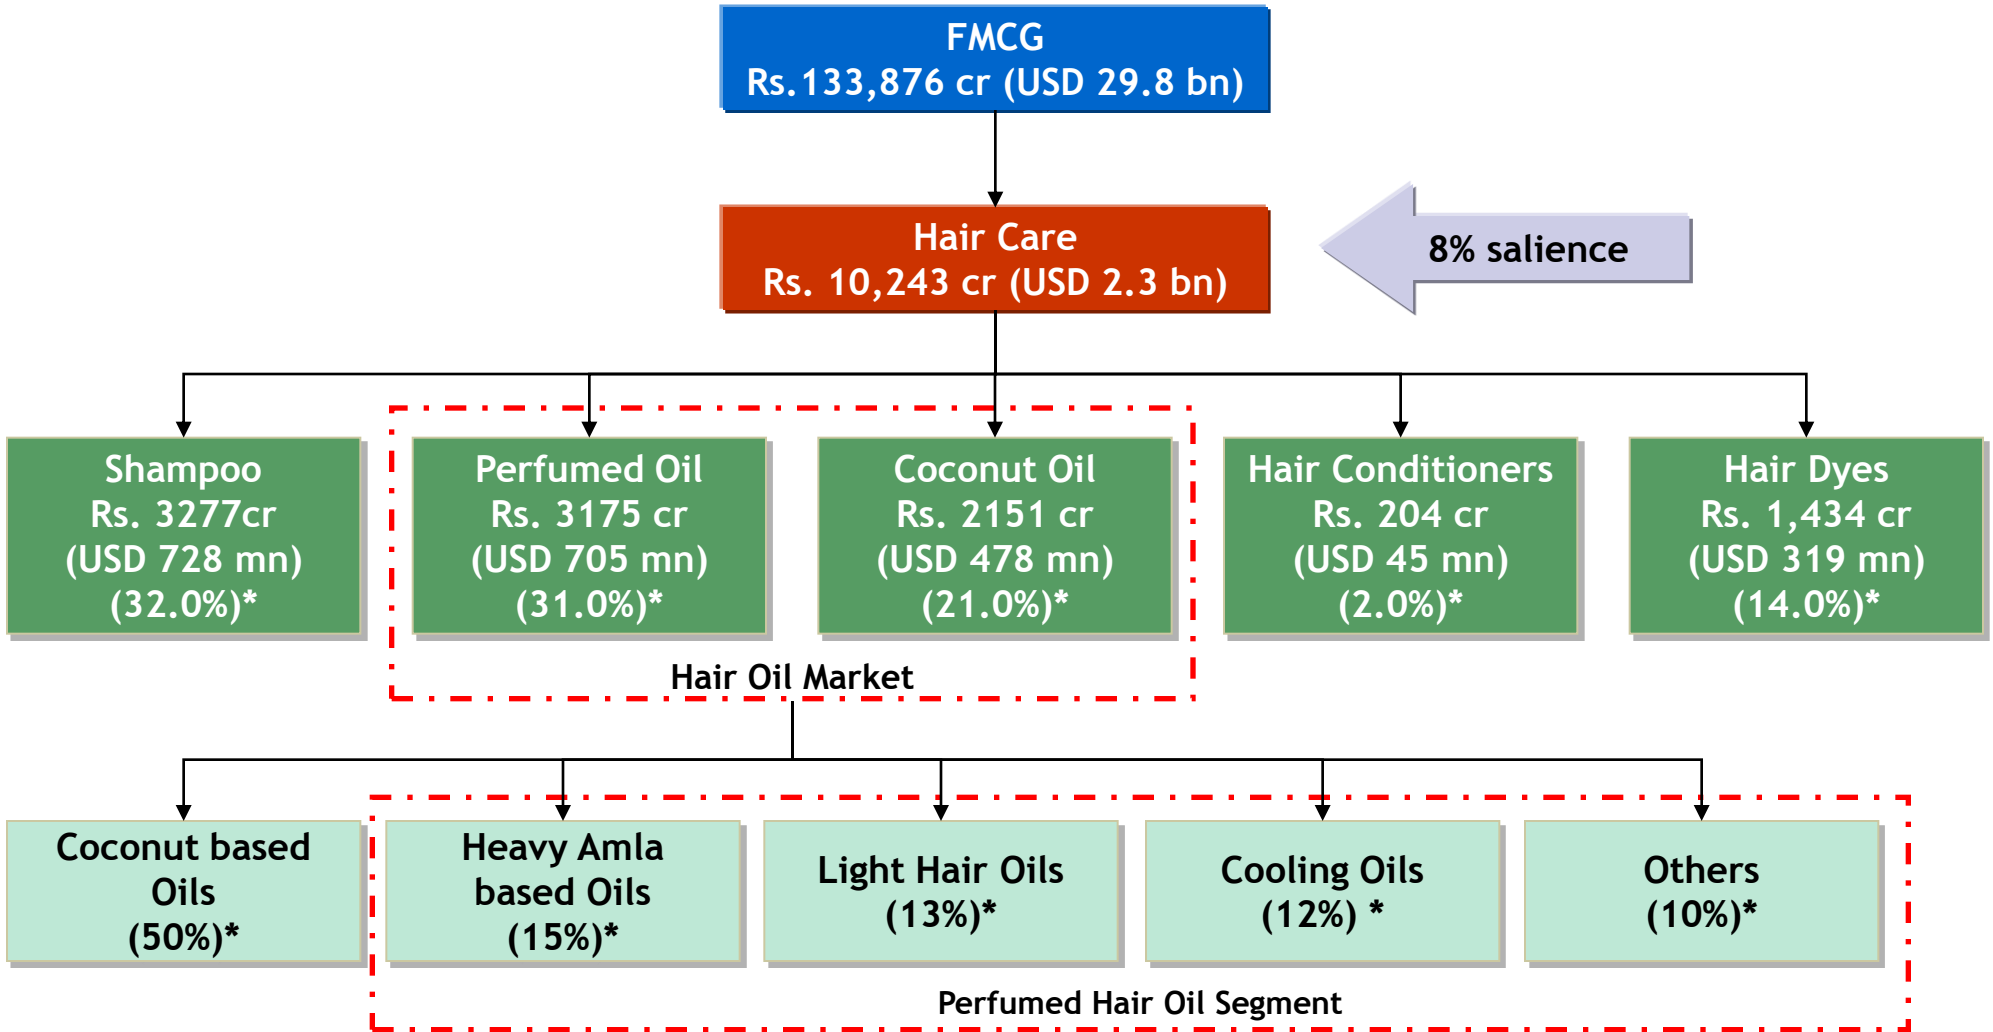 FMCG
Rs.133,876 cr (USD 29.8 bn)
Hair Care
Rs. 10,243 cr (USD 2.3 bn)
8% salience
Shampoo
Rs. 3277cr
(USD 728 mn)
(32.0%)*
Perfumed Oil
Rs. 3175 cr
(USD 705 mn)
(31.0%)*
Coconut Oil
Rs. 2151 cr
(USD 478 mn)
(21.0%)*
Hair Conditioners
Rs. 204 cr
(USD 45 mn)
(2.0%)*
Hair Dyes
Rs. 1,434 cr
(USD 319 mn)
(14.0%)*
Hair Oil Market
Coconut based
Oils
(50%)*
Heavy Amla
based Oils
(15%)*
Light Hair Oils
(13%)*
Cooling Oils
(12%) *
Others
(10%)*
Perfumed Hair Oil Segment